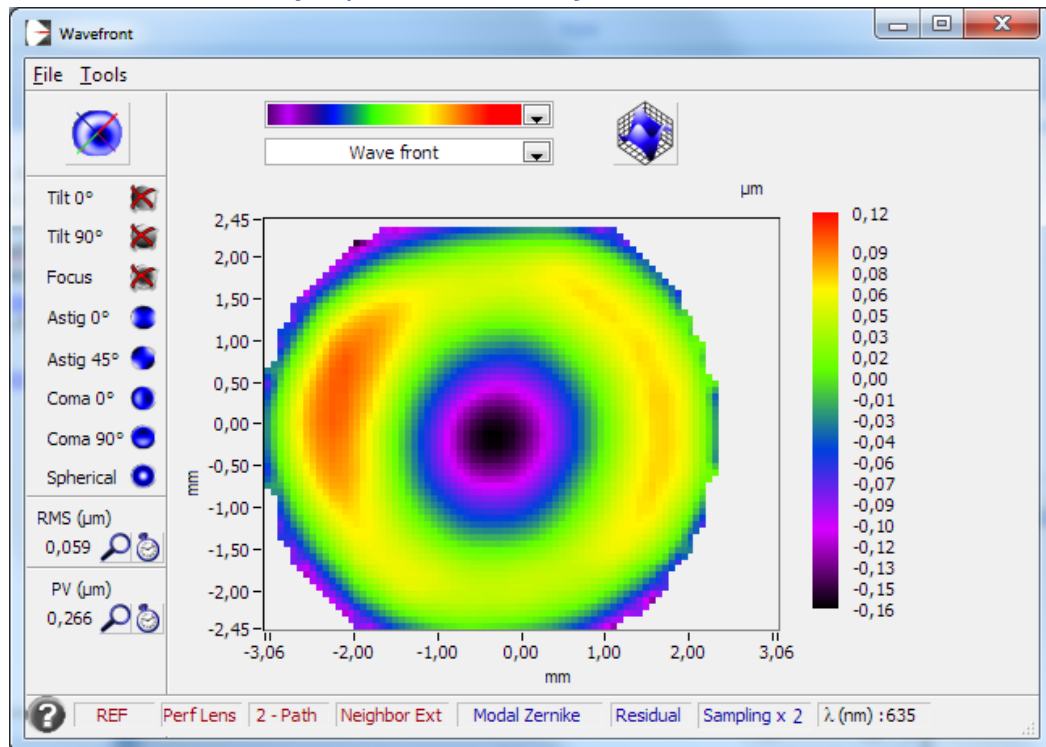 Wavefront
File Tools
Wave front
Tilt 0°
Tilt 90°
Focus
Astig 0°
Astig 45°
Coma 0°
Coma 90°
Spherical
RMS (µm)
0,059
PV (µm)
0,266
µm
2,45
2,00
1,50
1,00
0,50
0,00
-0,50
-1,00
-1,50
-2,00
-2,45
mm
-3,06 -2,00 -1,00 0,00 1,00 2,00 3,06
mm
0,12
0,09
0,08
0,06
0,05
0,03
0,02
0,00
-0,01
-0,03
-0,04
-0,06
-0,07
-0,09
-0,10
-0,12
-0,13
-0,15
-0,16
? REF Perf Lens 2 - Path Neighbor Ext Modal Zernike Residual Sampling x 2 λ (nm) :635